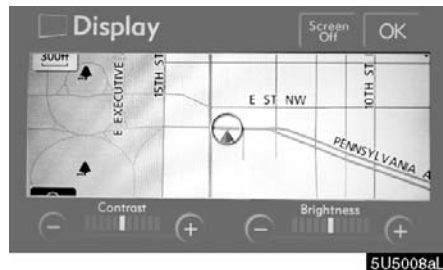 Display
Screen
Off
OK
300ft
E EXECUTIVE
15TH ST
E ST NW
10TH ST
PENNSYLVANIA A
Contrast
Brightness
5U5008aL